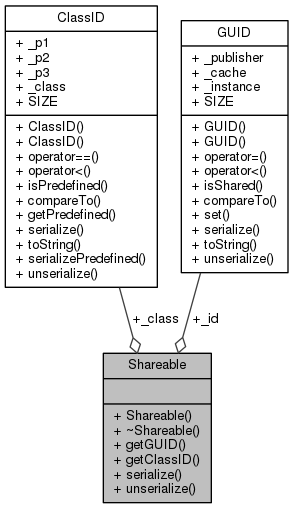 ClassID
+ _p1
+ _p2
+ _p3
+ _class
+ SIZE
+ ClassID()
+ ClassID()
+ operator==()
+ operator<()
+ isPredefined()
+ compareTo()
+ getPredefined()
+ serialize()
+ toString()
+ serializePredefined()
+ unserialize()
GUID
+ _publisher
+ _cache
+ _instance
+ SIZE
+ GUID()
+ GUID()
+ operator=()
+ operator<()
+ isShared()
+ compareTo()
+ set()
+ serialize()
+ toString()
+ unserialize()
+_class
+_id
Shareable
+ Shareable()
+ ~Shareable()
+ getGUID()
+ getClassID()
+ serialize()
+ unserialize()